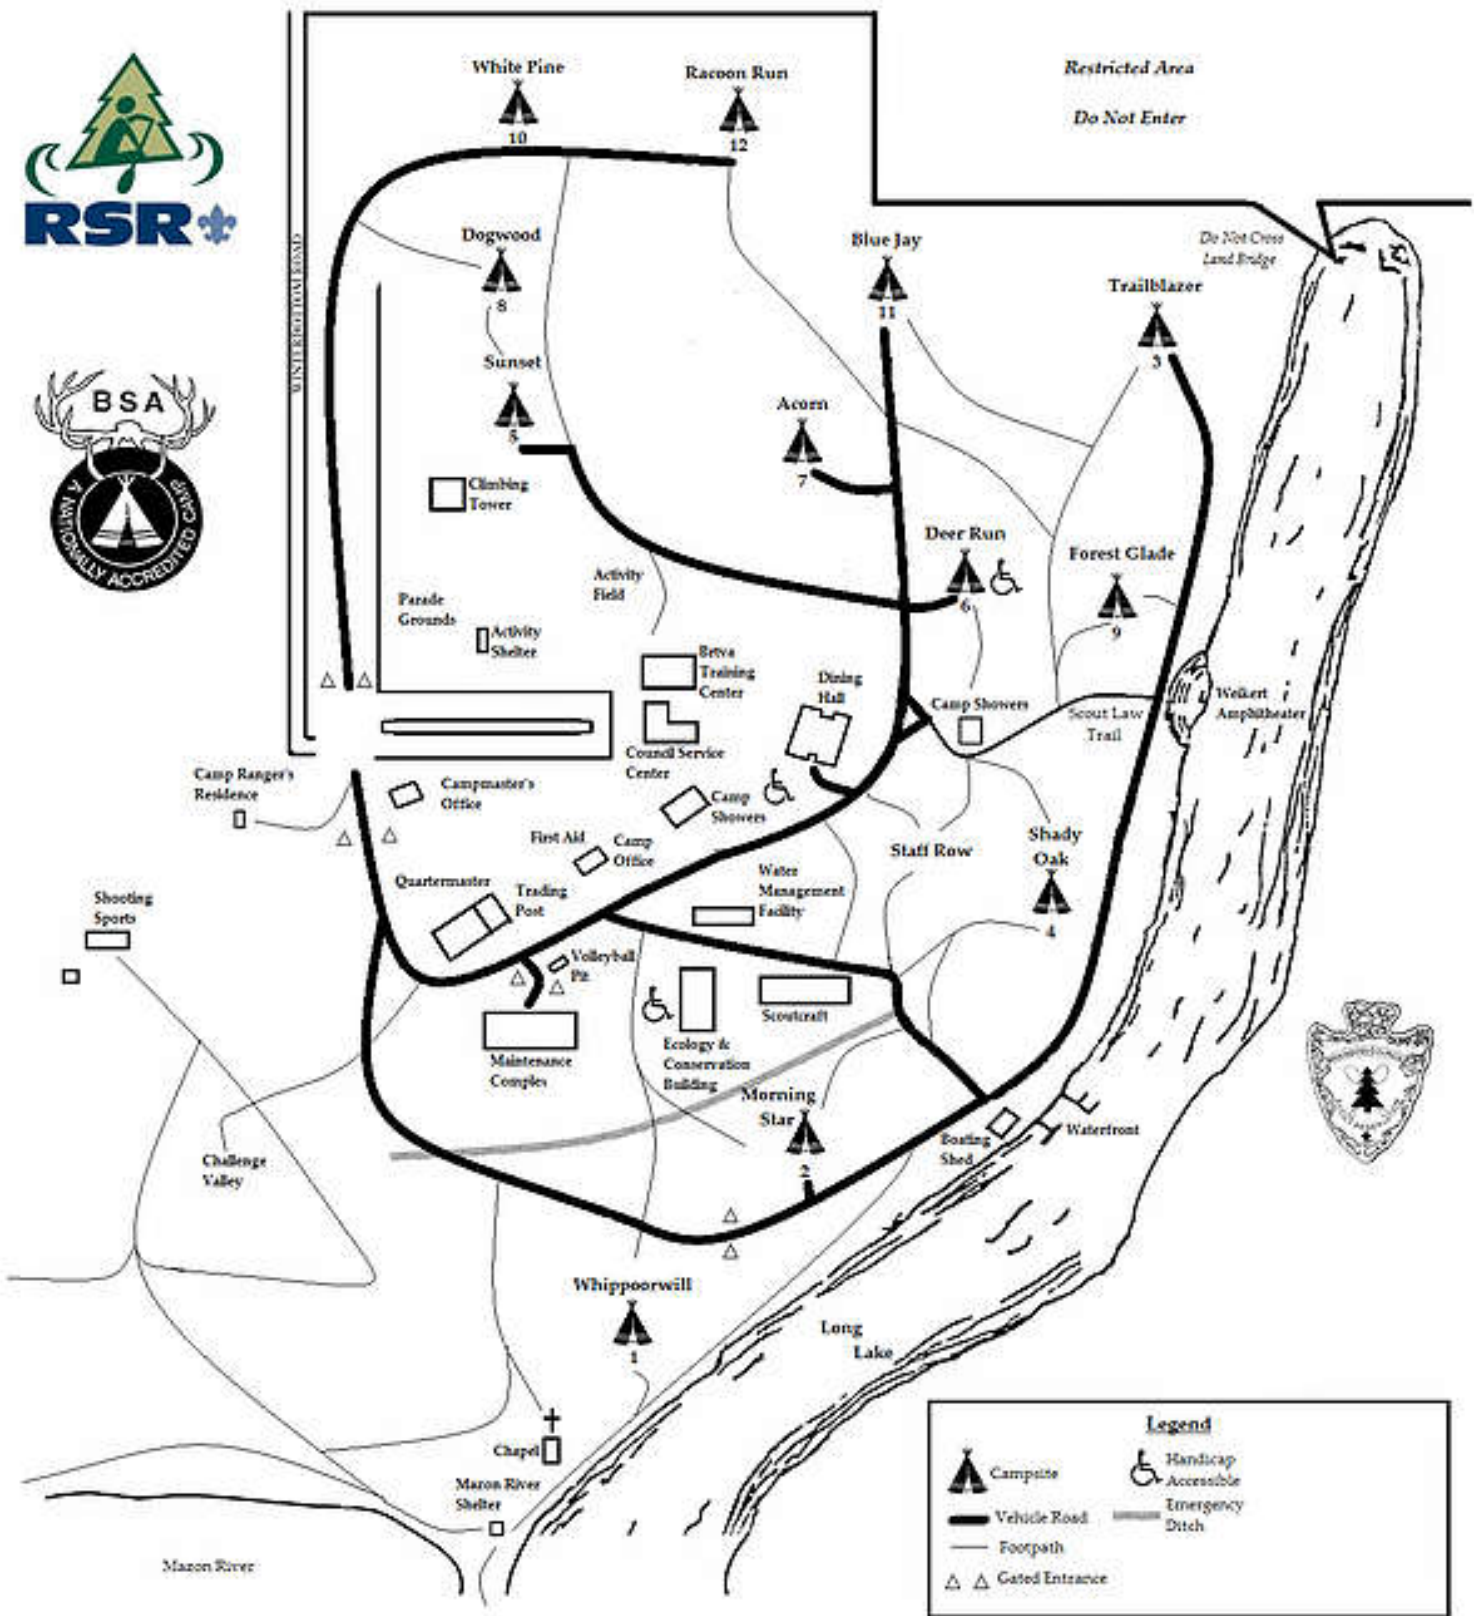 White Pine
10
Racoon Run
12
Restricted Area
Do Not Enter
RSR
Dogwood
8
Blue Jay
11
Do Not Cross
Land Bridge
Trailblazer
3
Sunset
5
BSA
A NATIONALLY ACCREDITED CAMP
Acorn
7
Climbing
Tower
Deer Run
6
Forest Glade
9
Activity
Field
Parade
Grounds
Activity
Shelter
Betva
Training
Center
Dining
Hall
Camp Showers
Scout Law
Trail
Weikert
Amphitheater
Council Service
Center
Camp Ranger's
Residence
Campmaster's
Office
Camp
Showers
First Aid
Camp
Office
Staff Row
Shady
Oak
4
Quartermaster
Trading
Post
Water
Management
Facility
Shooting
Sports
Volleyball
Pit
Scoutcraft
Maintenance
Complex
Ecology &
Conservation
Building
Morning
Star
2
Boating
Shed
Waterfront
Challenge
Valley
Whippoorwill
1
Long
Lake
Chapel
Mazon River
Shelter
Mazon River
Legend
Campsite
Handicap
Accessible
Vehicle Road
Emergency
Ditch
Footpath
Gated Entrance